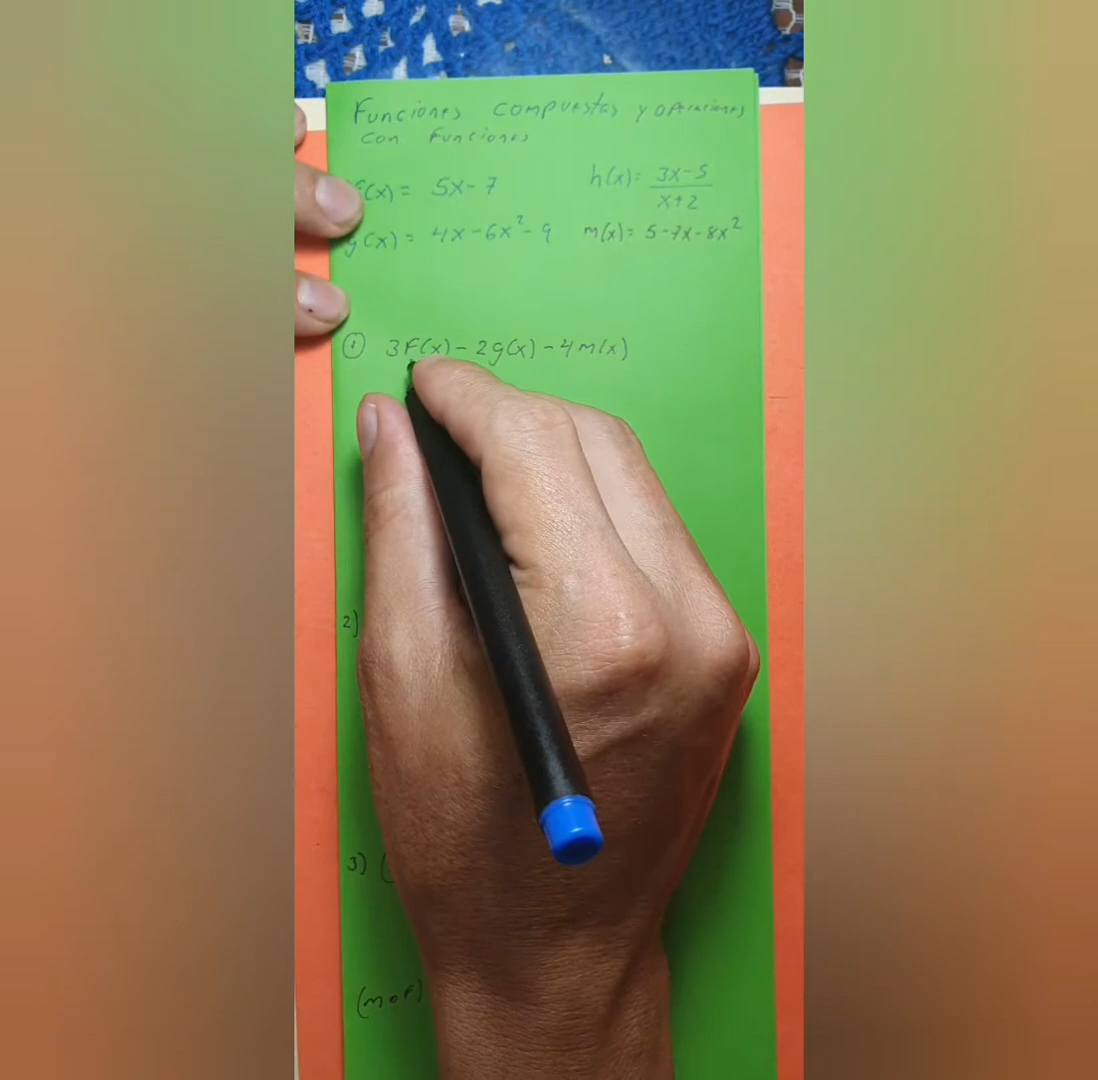 Funciones compuestas y operaciones
con Funciones
F(x) = 5x-7
h(x) = \frac{3x-5}{x+2}
g(x) = 4x-6x²-9
m(x) = 5-7x-8x²
① 3F(x) - 2g(x) - 4m(x)
2)
3) (
(m∘F)